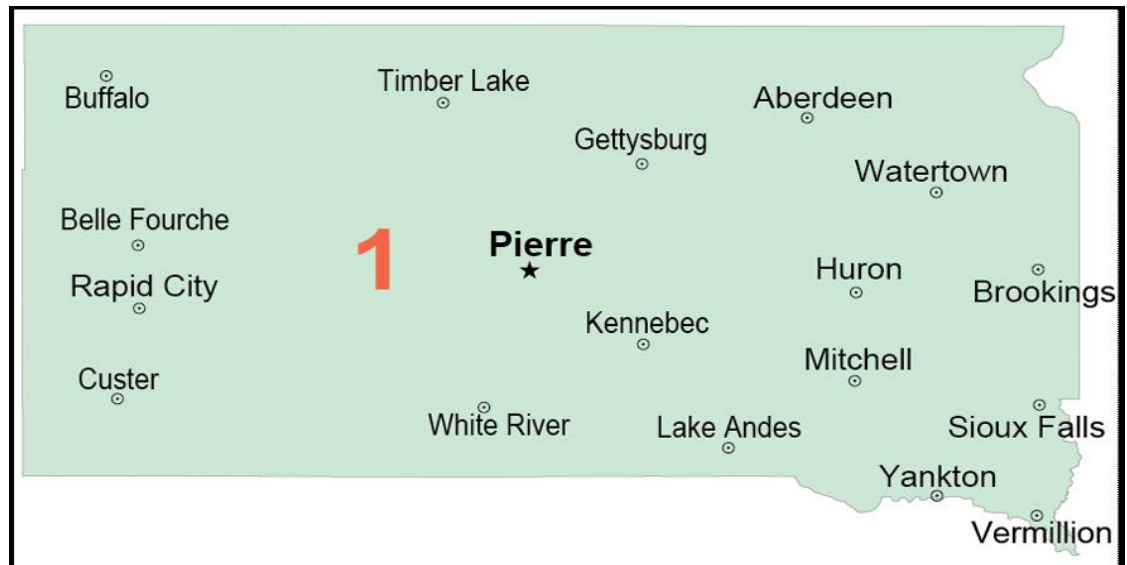 Buffalo
Timber Lake
Aberdeen
Gettysburg
Watertown
Belle Fourche
1
Pierre
Rapid City
Huron
Brookings
Kennebec
Mitchell
Custer
White River
Lake Andes
Sioux Falls
Yankton
Vermillion